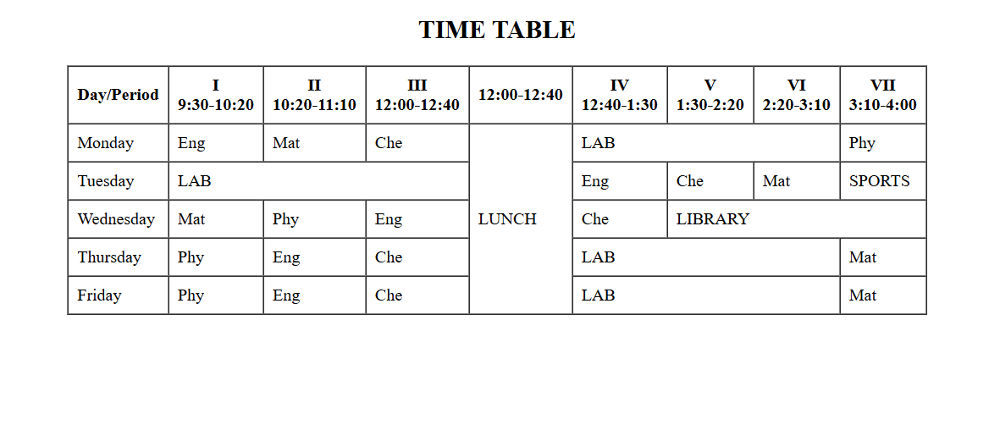 TIME TABLE
Day/Period I 9:30-10:20 II 10:20-11:10 III 12:00-12:40 12:00-12:40 IV 12:40-1:30 V 1:30-2:20 VI 2:20-3:10 VII 3:10-4:00
Monday Eng Mat Che LUNCH LAB Phy
Tuesday LAB Eng Che Mat SPORTS
Wednesday Mat Phy Eng Che LIBRARY
Thursday Phy Eng Che LAB Mat
Friday Phy Eng Che LAB Mat